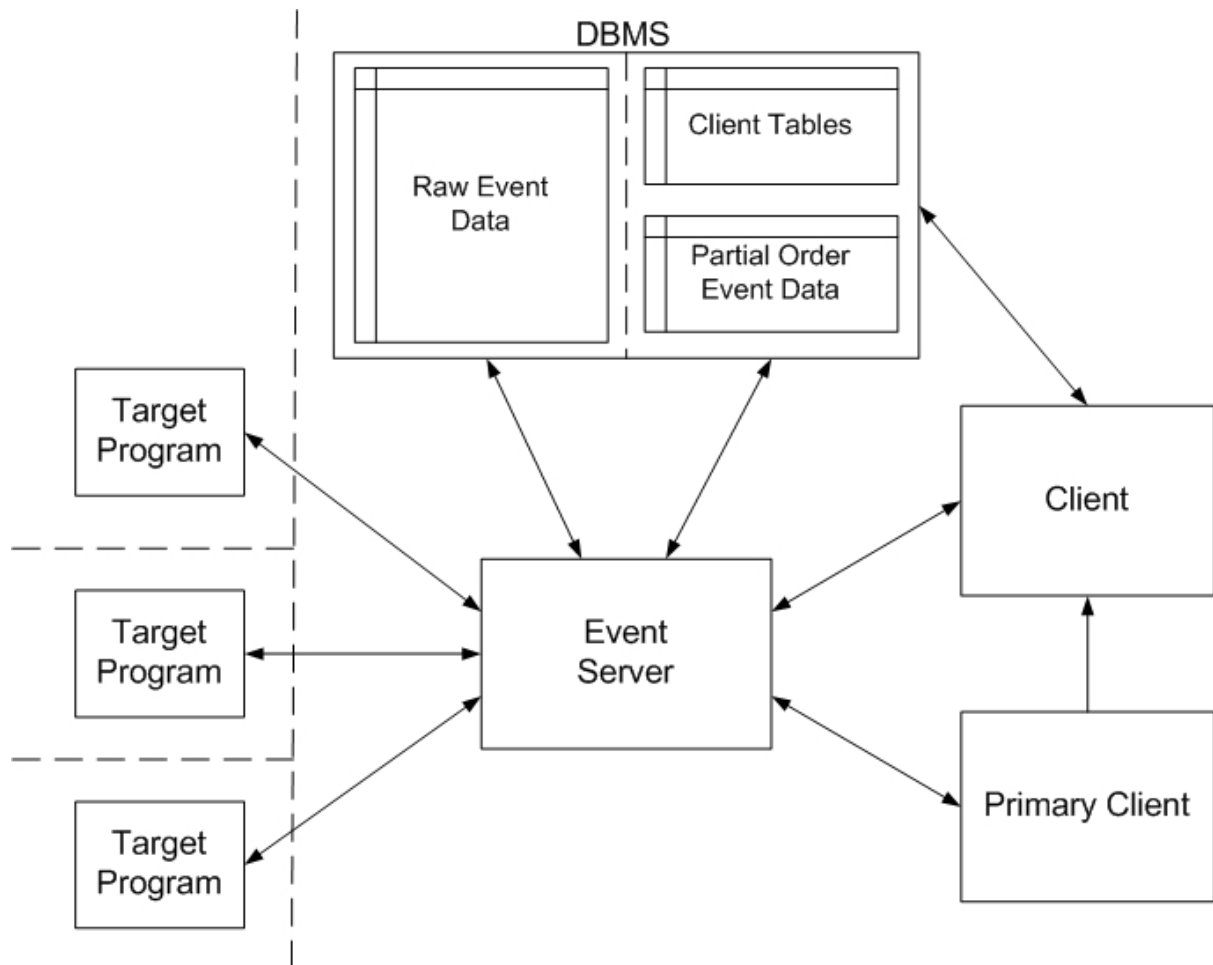 DBMS
Raw Event
Data
Client Tables
Partial Order
Event Data
Target
Program
Target
Program
Target
Program
Event
Server
Client
Primary Client